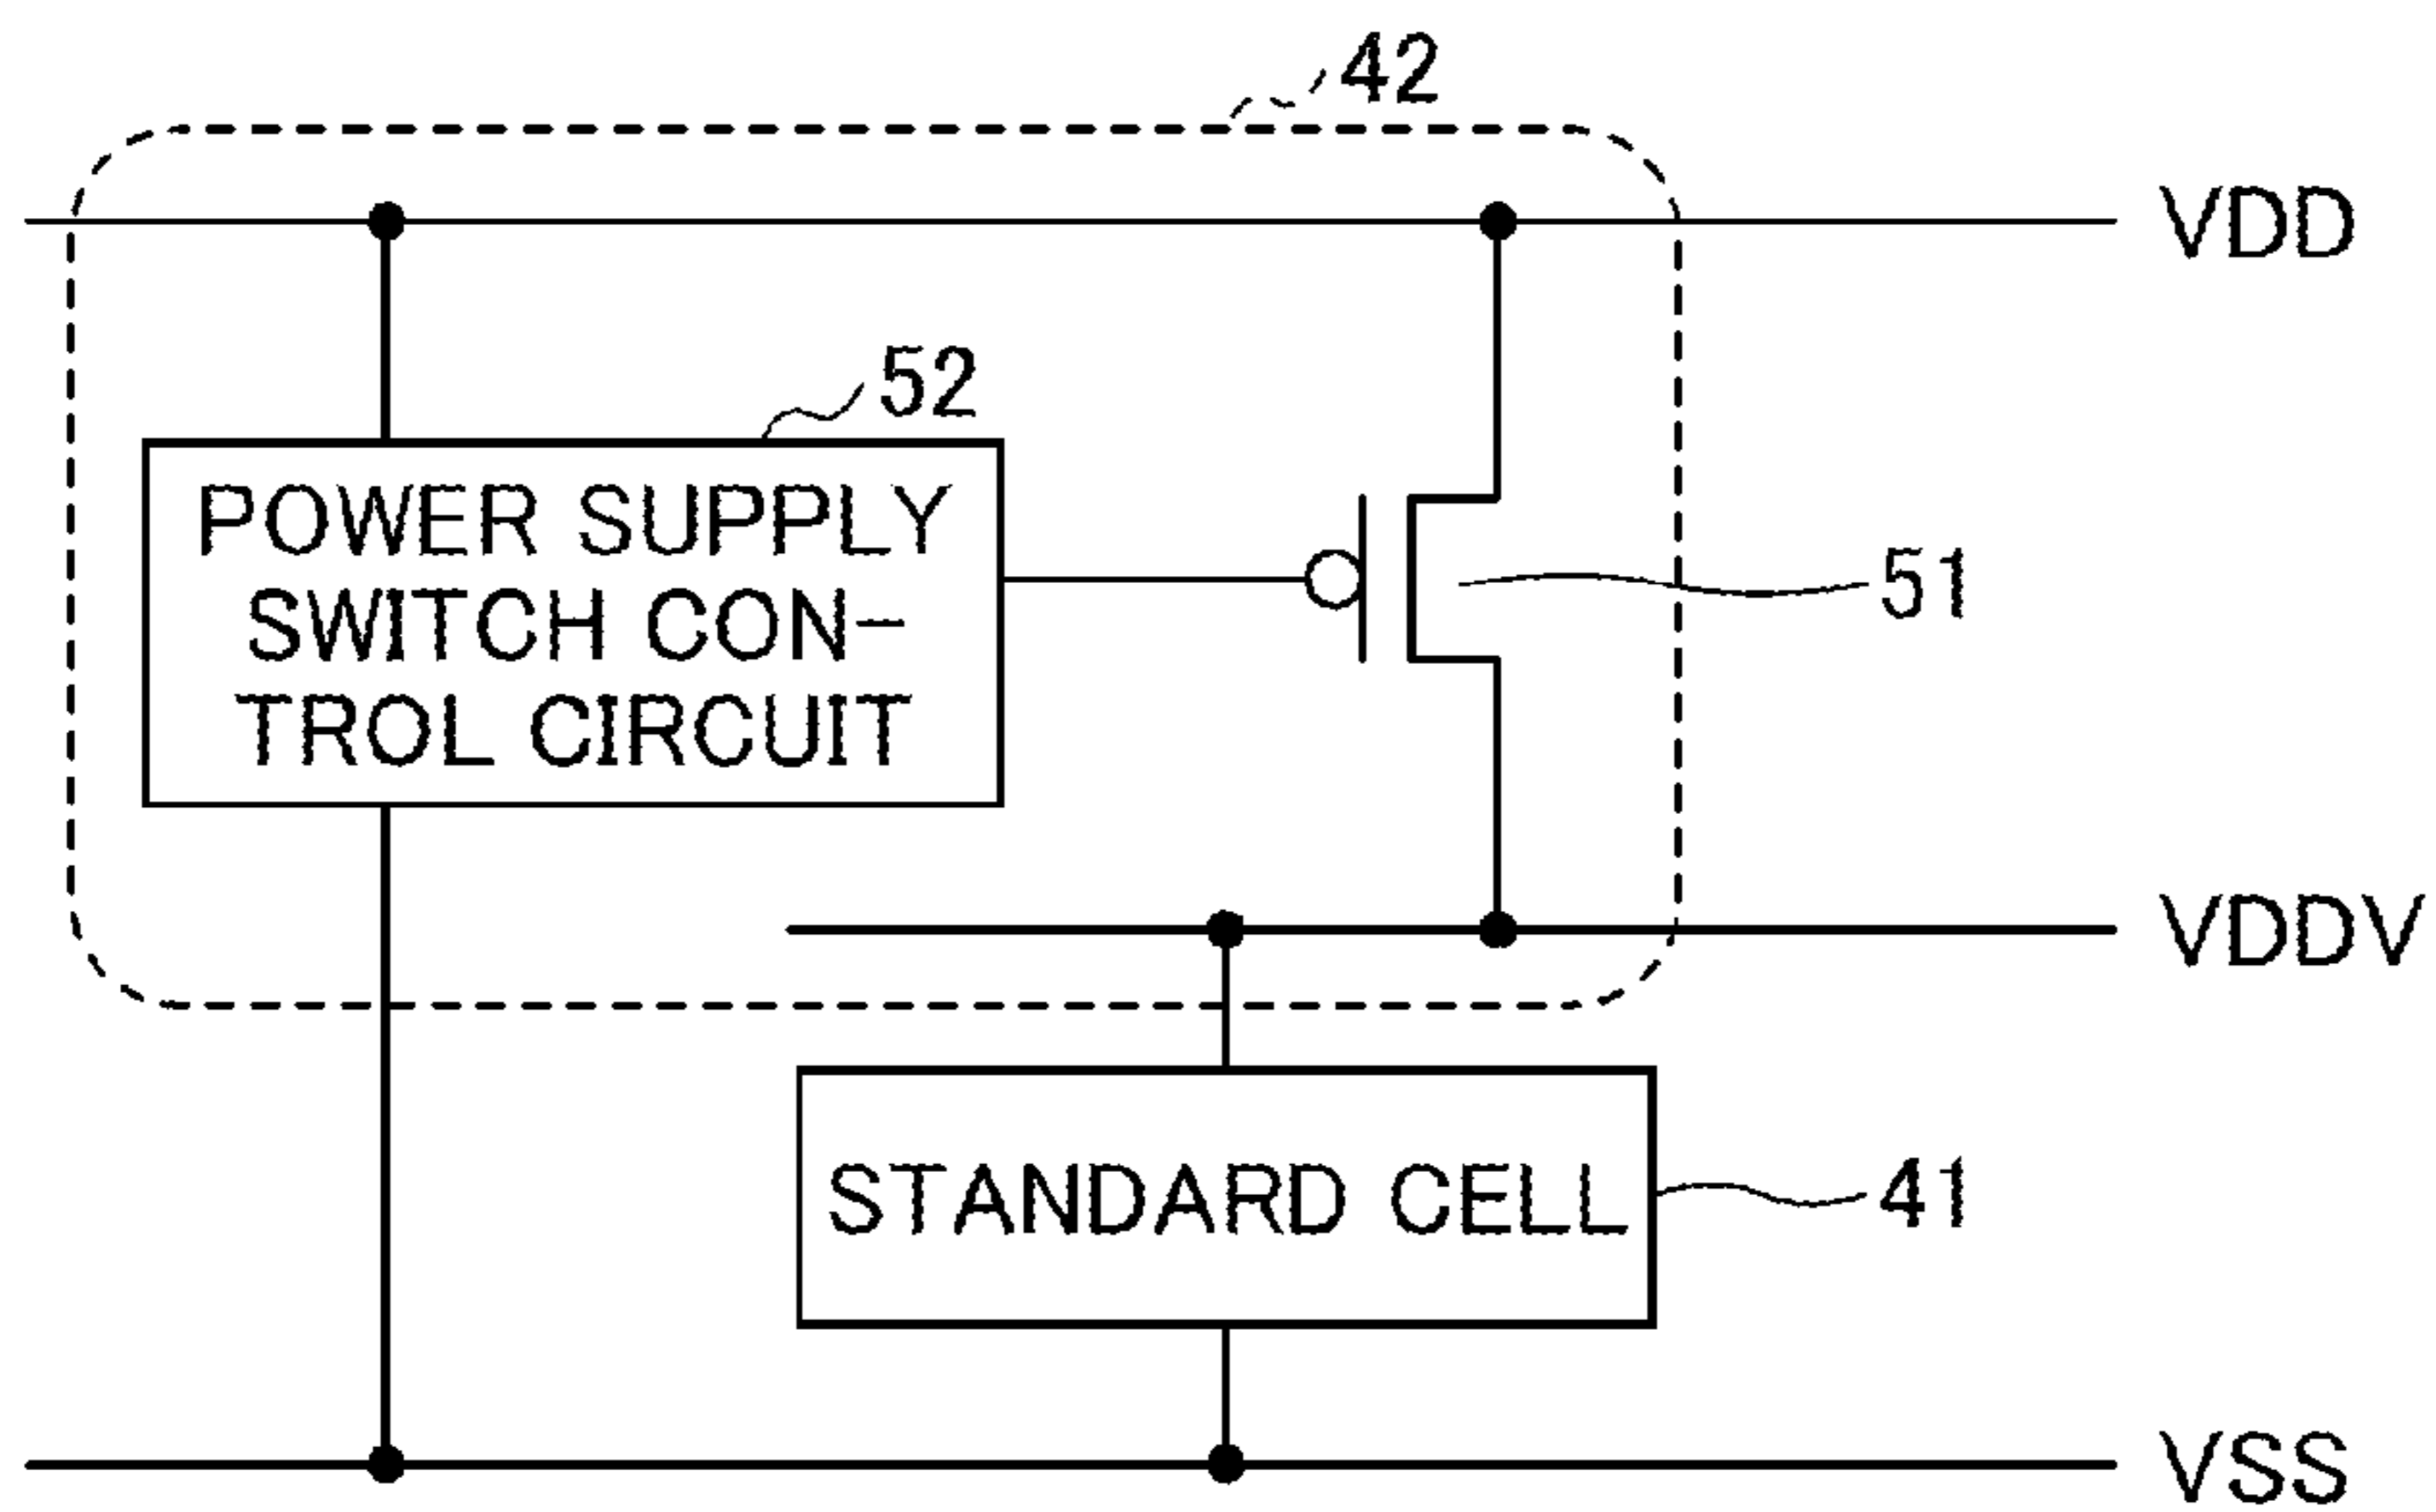 42
VDD
52
POWER SUPPLY
SWITCH CON-
TROL CIRCUIT
51
VDDV
STANDARD CELL
41
VSS